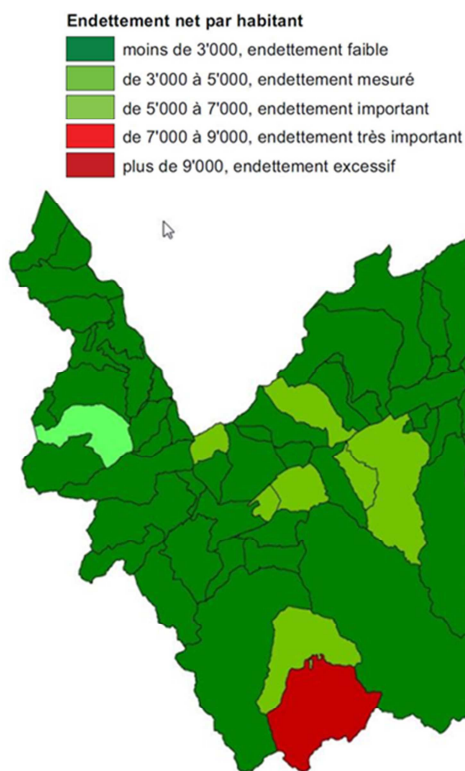 Endettement net par habitant
moins de 3'000, endettement faible
de 3'000 à 5'000, endettement mesuré
de 5'000 à 7'000, endettement important
de 7'000 à 9'000, endettement très important
plus de 9'000, endettement excessif